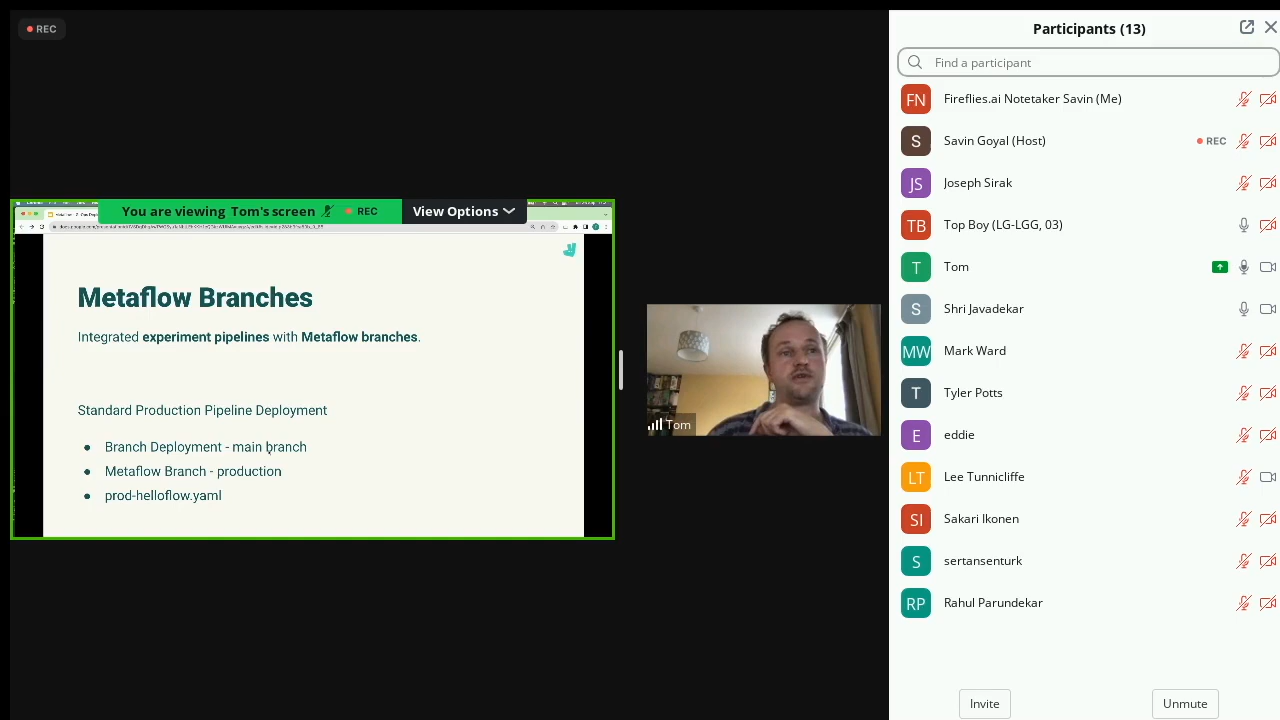 REC
You are viewing Tom's screen
REC
View Options
Metaflow Branches
Integrated experiment pipelines with Metaflow branches.
Standard Production Pipeline Deployment
Branch Deployment - main branch
Metaflow Branch - production
prod-helloflow.yaml
Tom
Participants (13)
Find a participant
FN Fireflies.ai Notetaker Savin (Me)
S Savin Goyal (Host) REC
JS Joseph Sirak
TB Top Boy (LG-LGG, 03)
T Tom
S Shri Javadekar
MW Mark Ward
T Tyler Potts
E eddie
LT Lee Tunnicliffe
SI Sakari Ikonen
S sertansenturk
RP Rahul Parundekar
Invite
Unmute